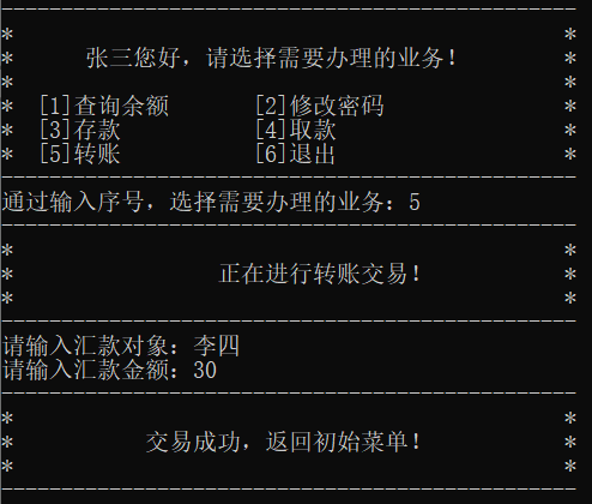 ------------------------------------------------
*                                              *
*      张三您好，请选择需要办理的业务！         *
*                                              *
*  [1]查询余额       [2]修改密码               *
*  [3]存款           [4]取款                   *
*  [5]转账           [6]退出                   *
------------------------------------------------
通过输入序号，选择需要办理的业务：5
------------------------------------------------
*                                              *
*                 正在进行转账交易！           *
*                                              *
------------------------------------------------
请输入汇款对象：李四
请输入汇款金额：30
------------------------------------------------
*                                              *
*           交易成功，返回初始菜单！           *
*                                              *
------------------------------------------------